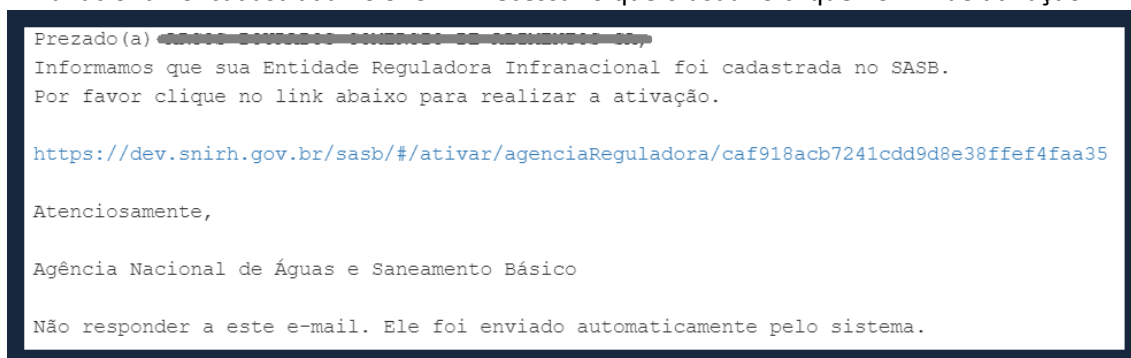 Prezado(a)
Informamos que sua Entidade Reguladora Infranacional foi cadastrada no SASB.
Por favor clique no link abaixo para realizar a ativação.
https://dev.snirh.gov.br/sasb/#/ativar/agenciaReguladora/caf918acb7241cdd9d8e38ffef4faa35
Atenciosamente,
Agência Nacional de Águas e Saneamento Básico
Não responder a este e-mail. Ele foi enviado automaticamente pelo sistema.